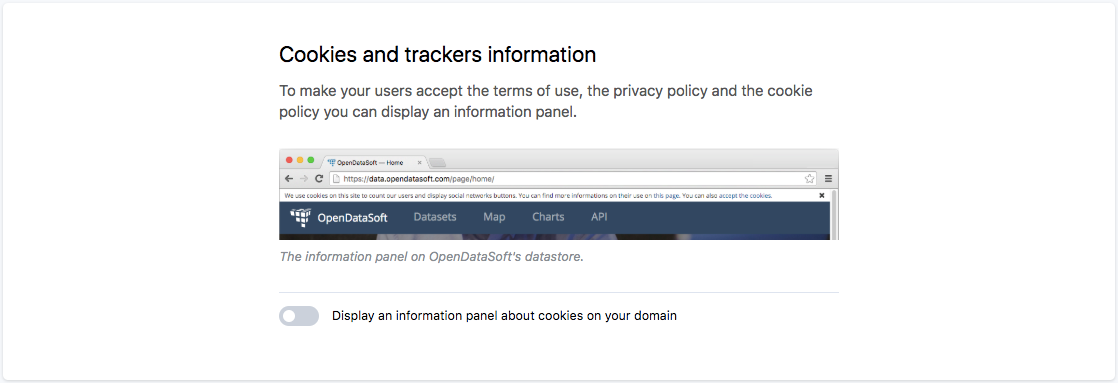 Cookies and trackers information
To make your users accept the terms of use, the privacy policy and the cookie
policy you can display an information panel.
OpenDataSoft — Home
https://data.opendatasoft.com/page/home/
We use cookies on this site to count our users and display social networks buttons. You can find more informations on their use on this page. You can also accept the cookies.
OpenDataSoft Datasets Map Charts API
The information panel on OpenDataSoft's datastore.
Display an information panel about cookies on your domain